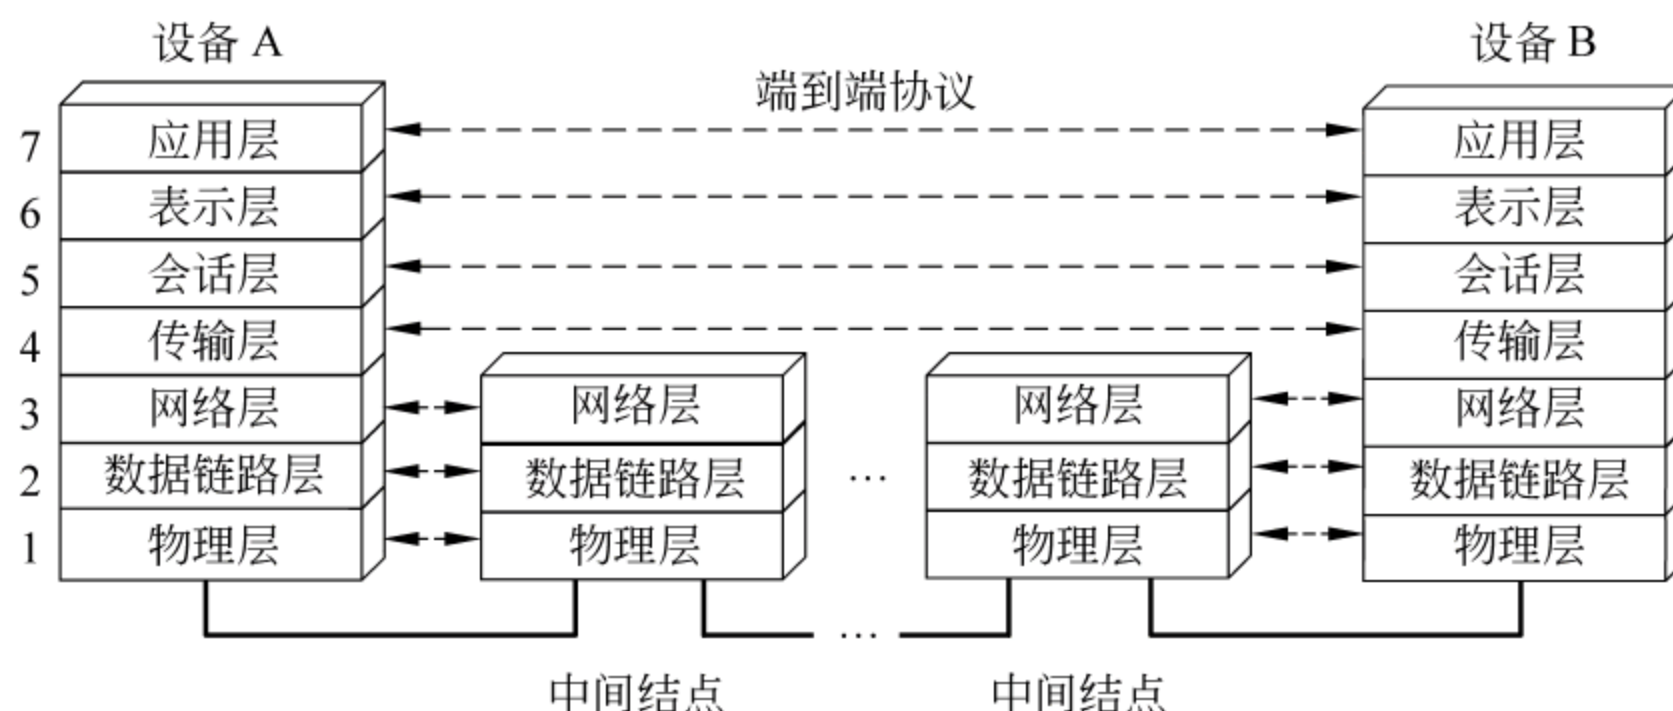 设备 A
设备 B
端到端协议
7 应用层 应用层
6 表示层 表示层
5 会话层 会话层
4 传输层 传输层
3 网络层 网络层 网络层 网络层
2 数据链路层 数据链路层 … 数据链路层 数据链路层
1 物理层 物理层 物理层 物理层
…
中间结点 中间结点